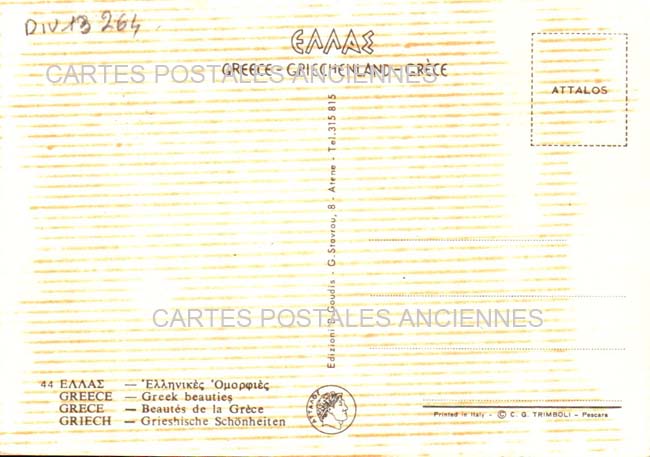 DIV13 264
ΕΛΛΑΣ
GREECE - GRIECHENLAND - GRÈCE
CARTES POSTALES ANCIENNES
ATTALOS
Edizioni B. Goudis - G. Stavrou, 8 - Atene - Tel. 315 815
CARTES POSTALES ANCIENNES
44 ΕΛΛΑΣ — Ἑλληνικὲς Ὀμορφιὲς
GREECE — Greek beauties
GRECE — Beautés de la Grèce
GRIECH — Grieshische Schönheiten
ΑΤΤΑΛΟΣ
Printed in Italy - © C. G. TRIMBOLI - Pescara